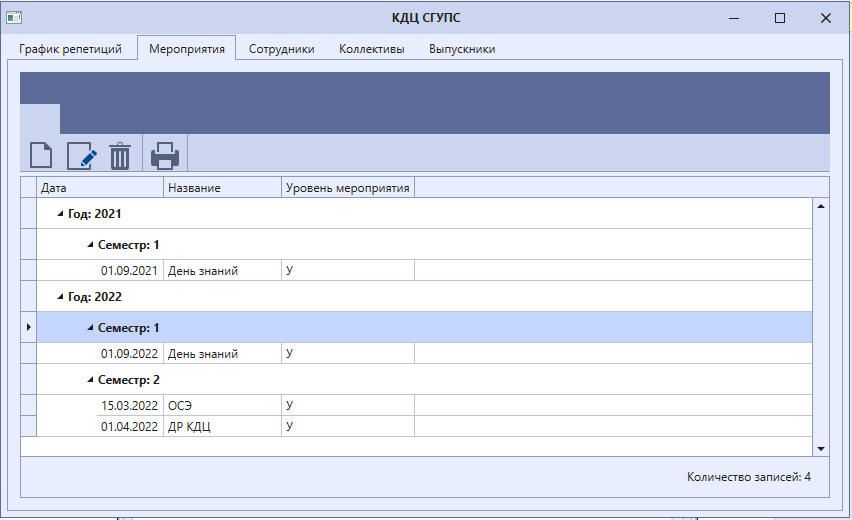 КДЦ СГУПС
График репетиций Мероприятия Сотрудники Коллективы Выпускники
Дата Название Уровень мероприятия
Год: 2021
Семестр: 1
01.09.2021 День знаний У
Год: 2022
Семестр: 1
01.09.2022 День знаний У
Семестр: 2
15.03.2022 ОСЭ У
01.04.2022 ДР КДЦ У
Количество записей: 4